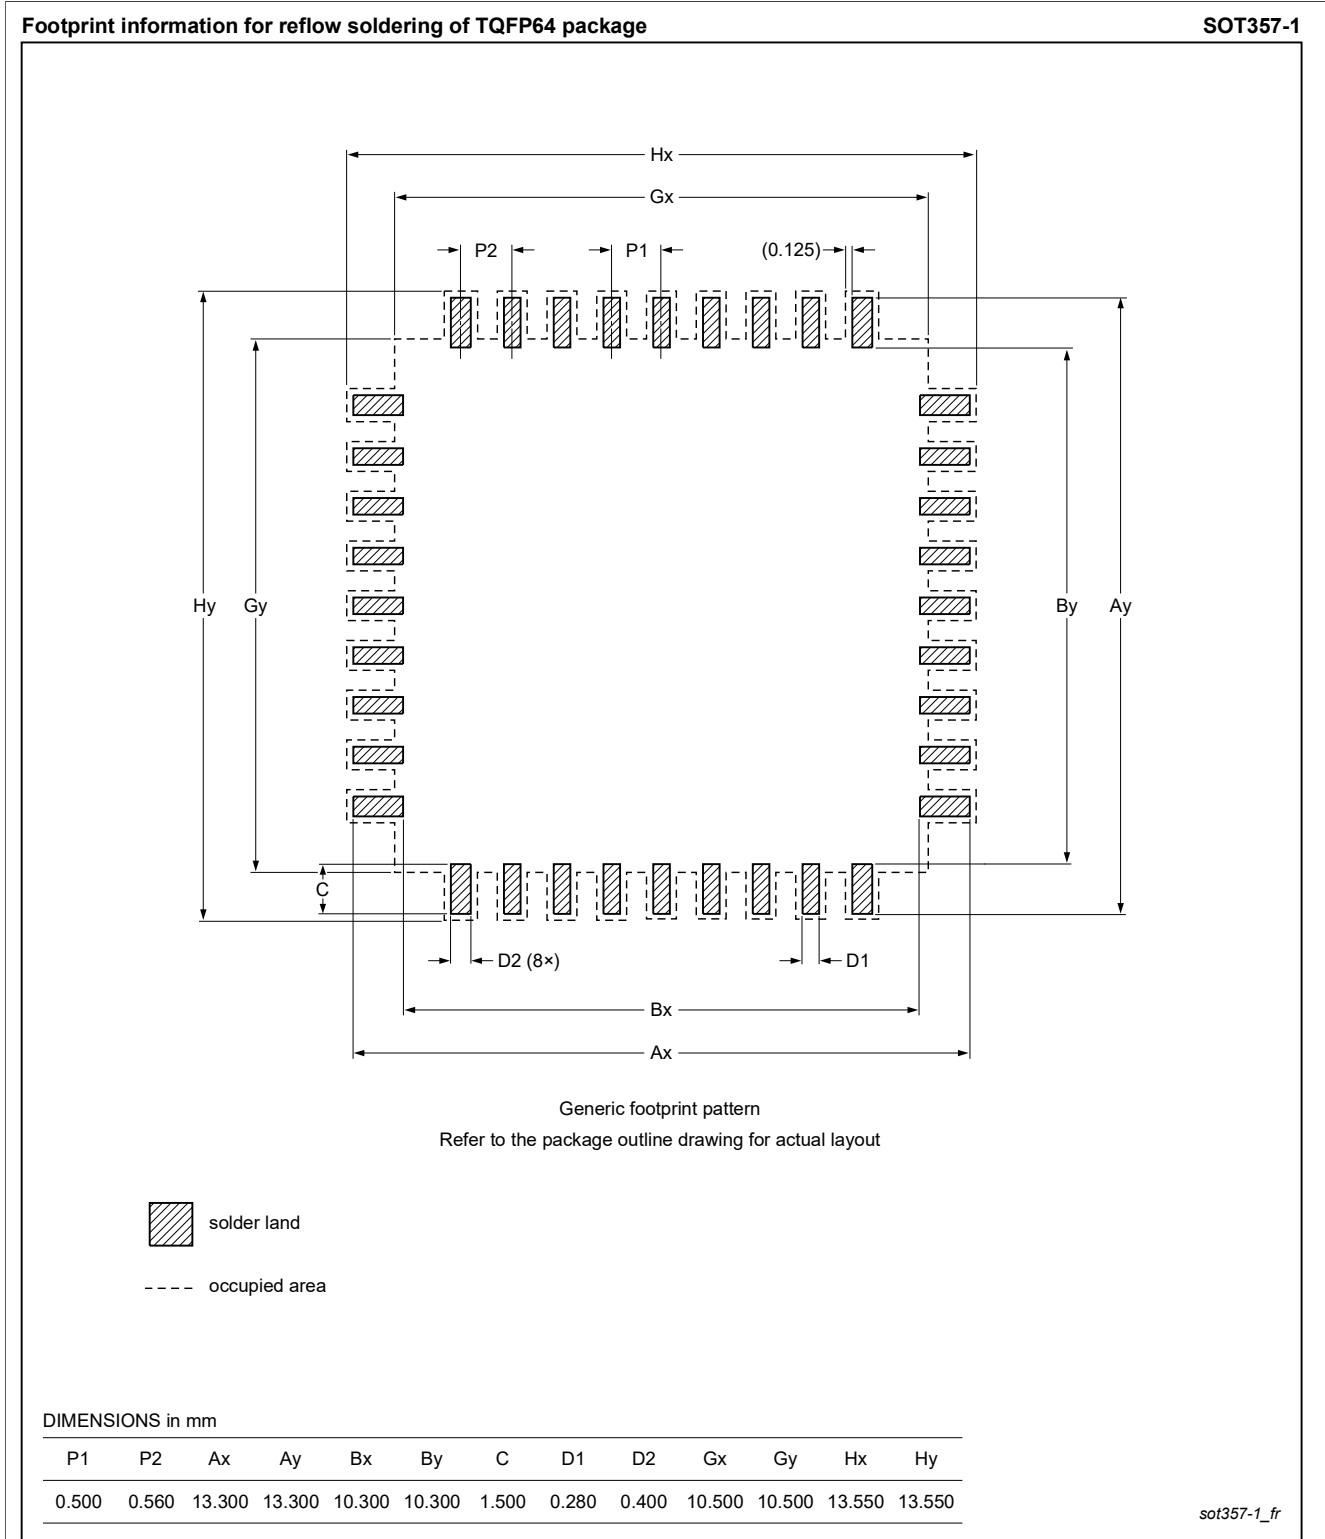 Footprint information for reflow soldering of TQFP64 package SOT357-1
Hx
Gx
P2 P1 (0.125)
Hy Gy By Ay
C
D2 (8×) D1
Bx
Ax
Generic footprint pattern
Refer to the package outline drawing for actual layout
solder land
occupied area
DIMENSIONS in mm
P1 P2 Ax Ay Bx By C D1 D2 Gx Gy Hx Hy
0.500 0.560 13.300 13.300 10.300 10.300 1.500 0.280 0.400 10.500 10.500 13.550 13.550
sot357-1_fr